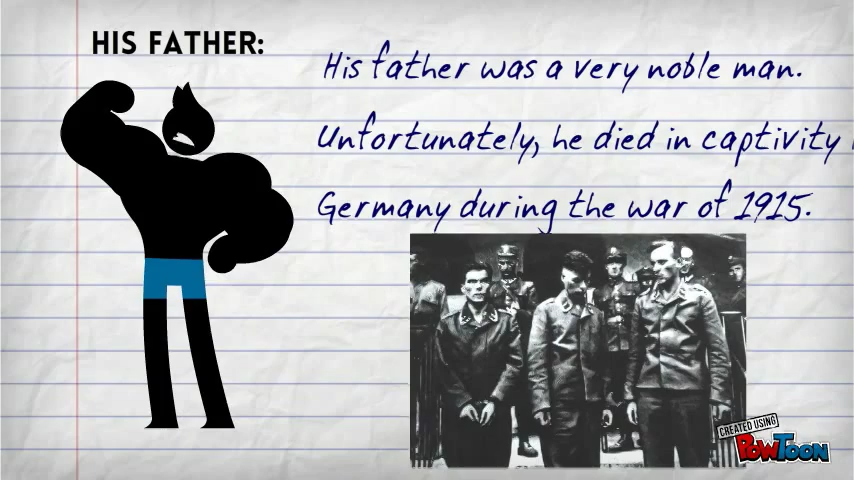 HIS FATHER:
His father was a very noble man.
Unfortunately, he died in captivity
Germany during the war of 1915.
CREATED USING
POWTOON